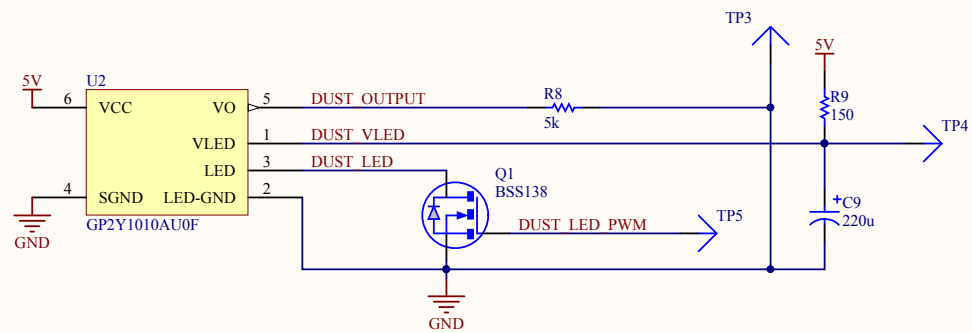 TP3
5V
U2
5V
6
VCC
VO
5
DUST_OUTPUT
R8
5k
R9
150
VLED
1
DUST_VLED
TP4
LED
3
DUST_LED
Q1
BSS138
4
SGND
LED-GND
2
C9
220u
+
GP2Y1010AU0F
DUST_LED_PWM
TP5
GND
GND